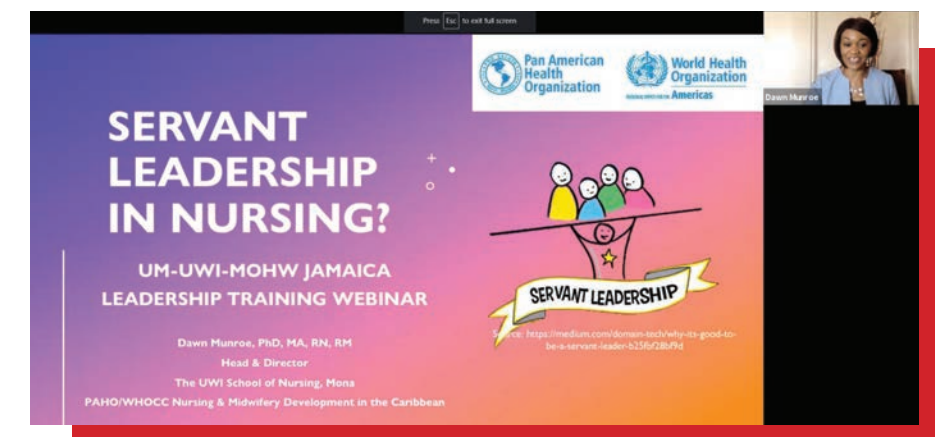 Press Esc to exit full screen
Pan American
Health
Organization
World Health
Organization
Americas
Dawn Munroe
SERVANT
LEADERSHIP
IN NURSING?
UM-UWI-MOHW JAMAICA
LEADERSHIP TRAINING WEBINAR
Dawn Munroe, PhD, MA, RN, RM
Head & Director
The UWI School of Nursing, Mona
PAHO/WHOCC Nursing & Midwifery Development in the Caribbean
SERVANT LEADERSHIP
Source: https://medium.com/domain-tech/why-its-good-to-
be-a-servant-leader-b25fbf28bf9d